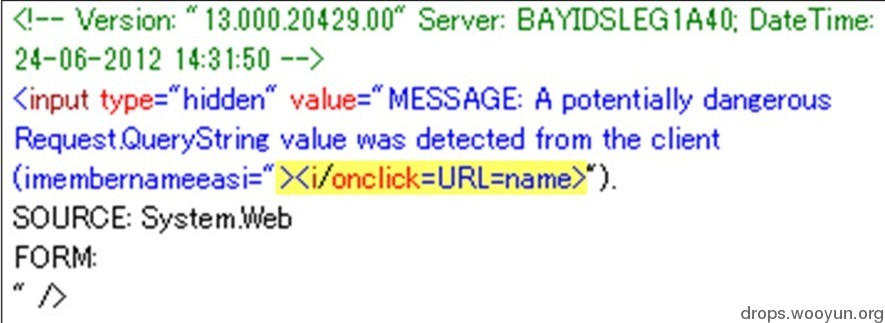 <!-- Version: "13.000.20429.00" Server: BAYIDSLEG1A40; DateTime:
24-06-2012 14:31:50 -->
<input type="hidden" value="MESSAGE: A potentially dangerous
Request.QueryString value was detected from the client
(imembernameeasi="><i/onclick=URL=name>").
SOURCE: System.Web
FORM:
" />
drops.wooyun.org